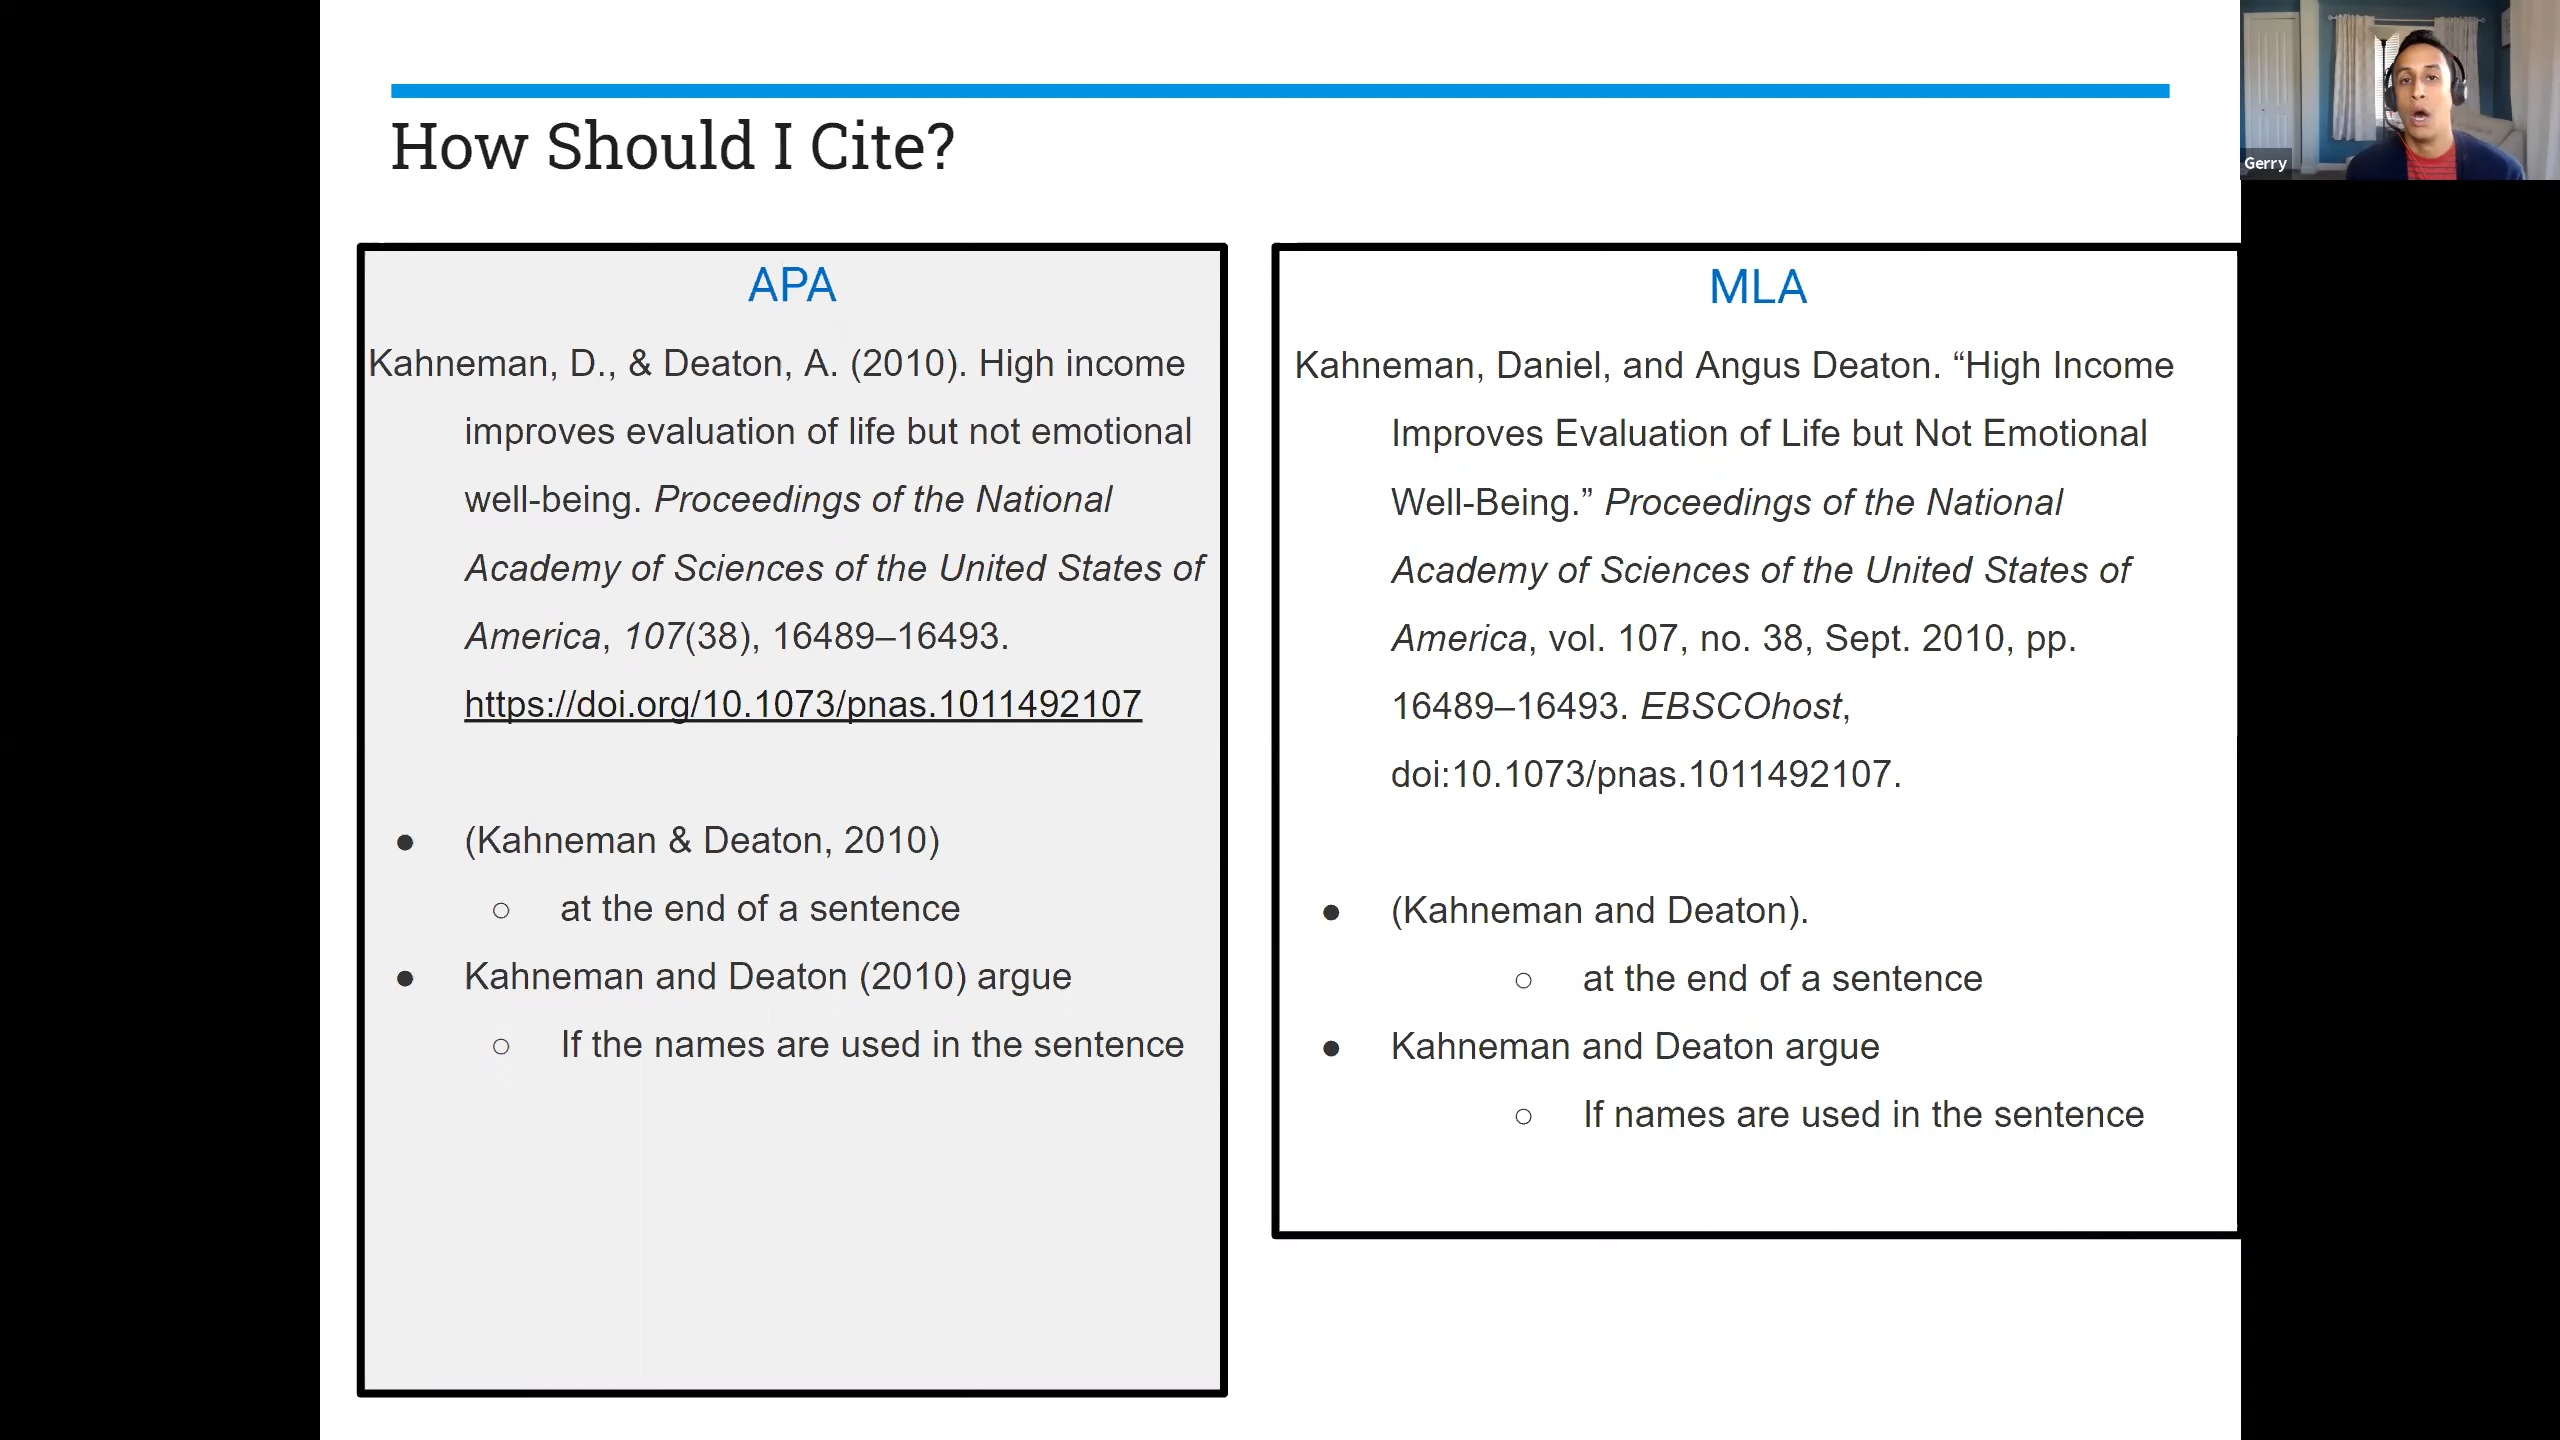 How Should I Cite?
Gerry
APA
Kahneman, D., & Deaton, A. (2010). High income
improves evaluation of life but not emotional
well-being. Proceedings of the National
Academy of Sciences of the United States of
America, 107(38), 16489–16493.
https://doi.org/10.1073/pnas.1011492107
● (Kahneman & Deaton, 2010)
○ at the end of a sentence
● Kahneman and Deaton (2010) argue
○ If the names are used in the sentence
MLA
Kahneman, Daniel, and Angus Deaton. “High Income
Improves Evaluation of Life but Not Emotional
Well-Being.” Proceedings of the National
Academy of Sciences of the United States of
America, vol. 107, no. 38, Sept. 2010, pp.
16489–16493. EBSCOhost,
doi:10.1073/pnas.1011492107.
● (Kahneman and Deaton).
○ at the end of a sentence
● Kahneman and Deaton argue
○ If names are used in the sentence